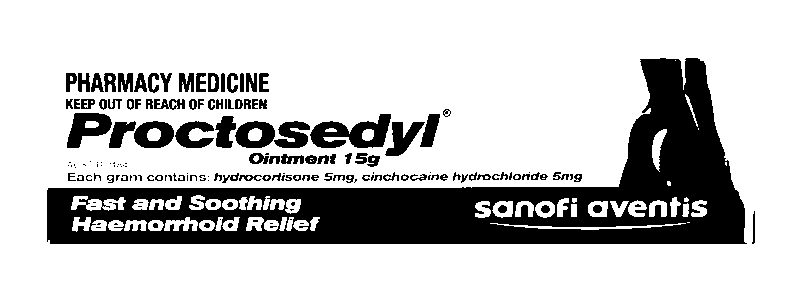 PHARMACY MEDICINE
KEEP OUT OF REACH OF CHILDREN
Proctosedyl®
Ointment 15g
Each gram contains: hydrocortisone 5mg, cinchocaine hydrochloride 5mg
Fast and Soothing
Haemorrhoid Relief
sanofi aventis